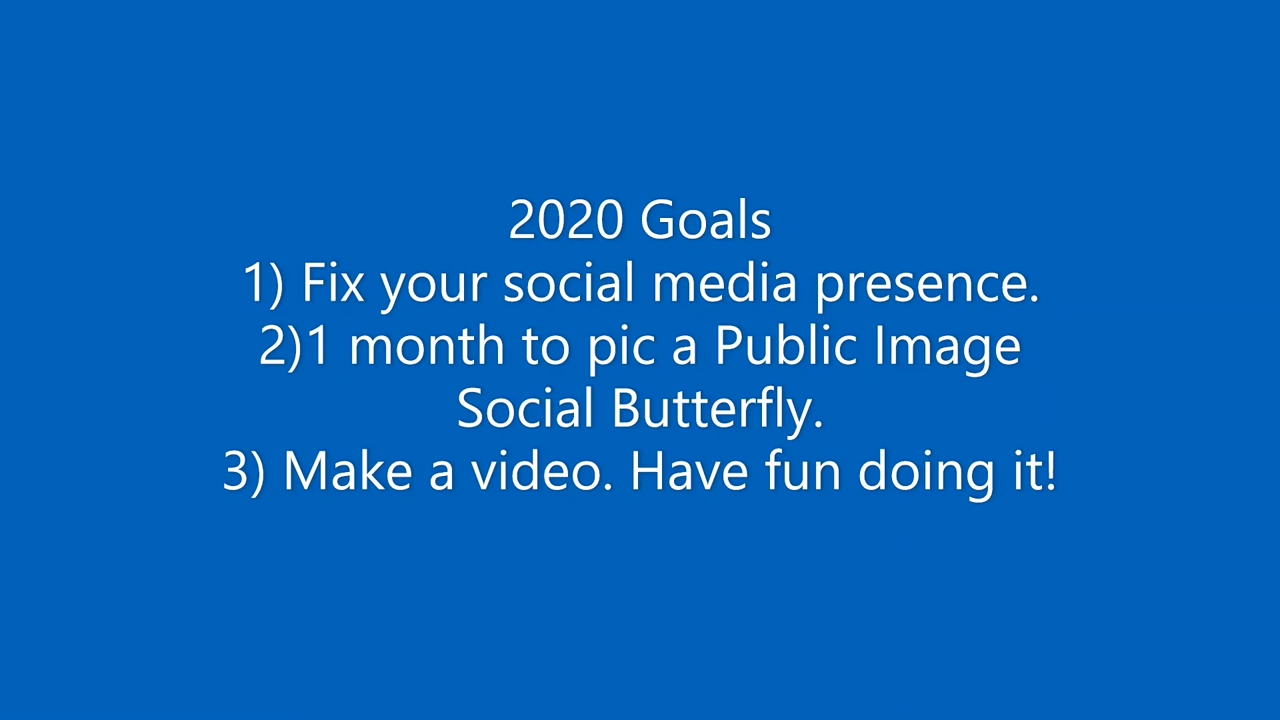 2020 Goals
1) Fix your social media presence.
2)1 month to pic a Public Image
Social Butterfly.
3) Make a video. Have fun doing it!